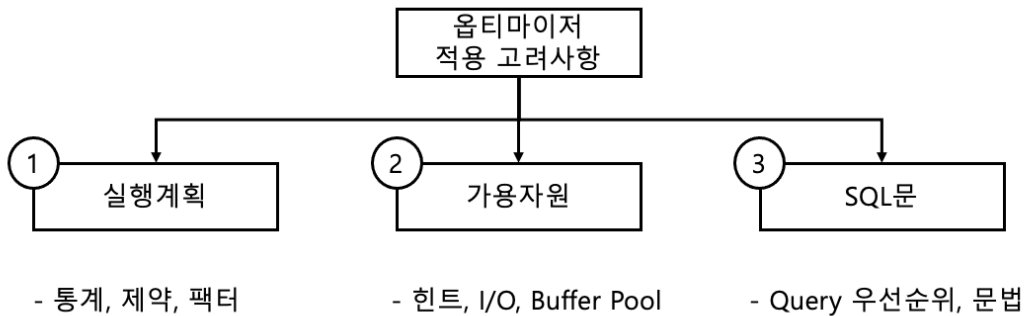 옵티마이저
적용 고려사항
1
실행계획
2
가용자원
3
SQL문
- 통계, 제약, 팩터
- 힌트, I/O, Buffer Pool
- Query 우선순위, 문법